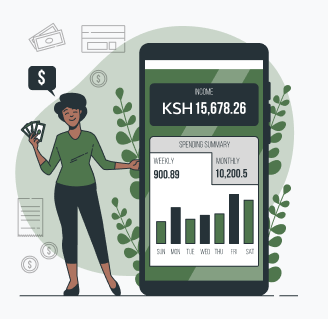 $
$
INCOME
KSH 15,678.26
SPENDING SUMMARY
WEEKLY
MONTHLY
900.89
10,200.5
SUN MON TUE WED THU FRI SAT
$
$